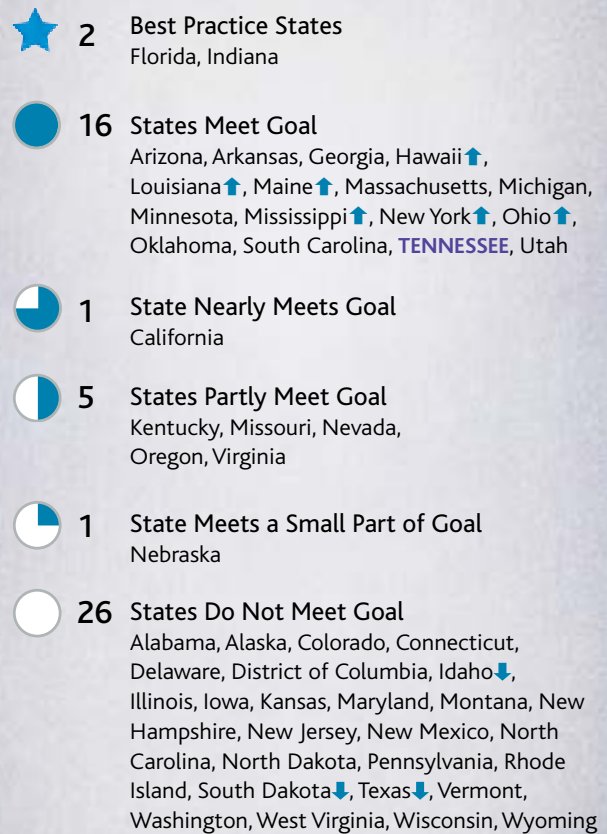 2 Best Practice States
Florida, Indiana
16 States Meet Goal
Arizona, Arkansas, Georgia, Hawaii⬆,
Louisiana⬆, Maine⬆, Massachusetts, Michigan,
Minnesota, Mississippi⬆, New York⬆, Ohio⬆,
Oklahoma, South Carolina, TENNESSEE, Utah
1 State Nearly Meets Goal
California
5 States Partly Meet Goal
Kentucky, Missouri, Nevada,
Oregon, Virginia
1 State Meets a Small Part of Goal
Nebraska
26 States Do Not Meet Goal
Alabama, Alaska, Colorado, Connecticut,
Delaware, District of Columbia, Idaho⬇,
Illinois, Iowa, Kansas, Maryland, Montana, New
Hampshire, New Jersey, New Mexico, North
Carolina, North Dakota, Pennsylvania, Rhode
Island, South Dakota⬇, Texas⬇, Vermont,
Washington, West Virginia, Wisconsin, Wyoming